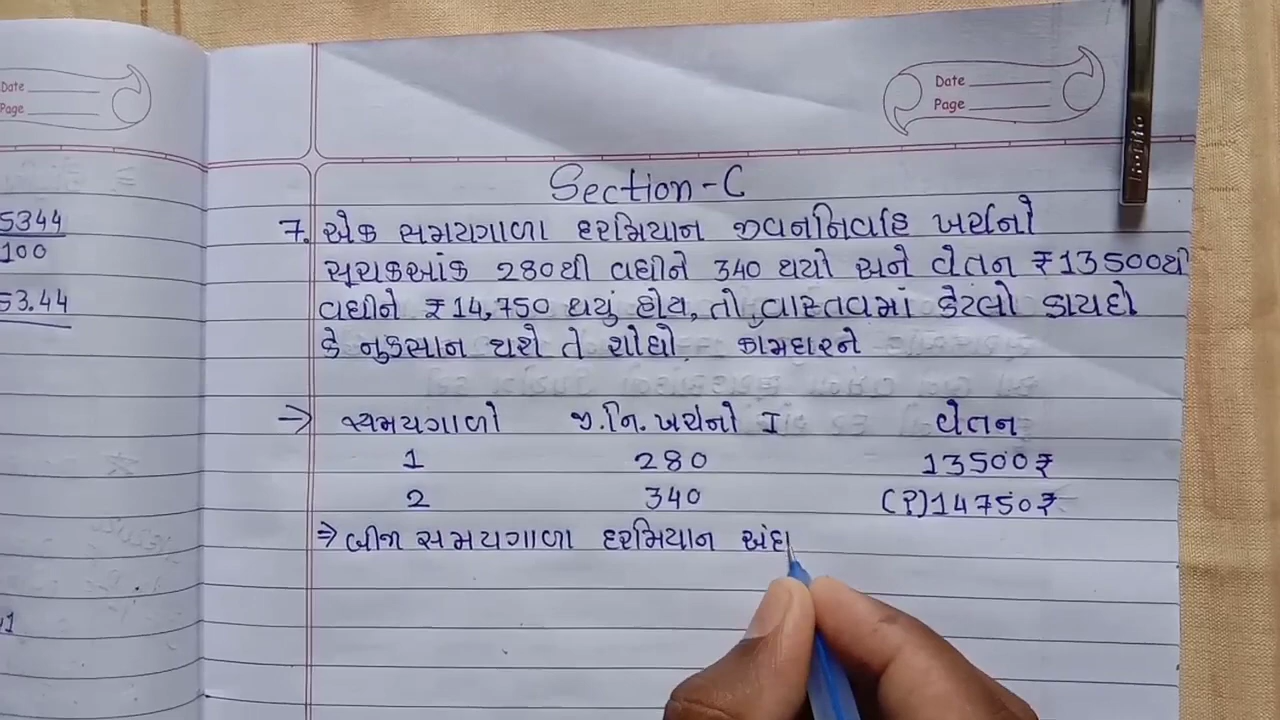 Date
Page
Date
Page
rorito
5344
100
53.44
Section-C
7. એક સમયગાળા દરમિયાન જીવનનિર્વાહ ખર્ચનો
સૂચકઆંક 280થી વધીને 340 થયો અને વેતન ₹13500થી
વધીને ₹14,750 થયું હોય, તો વાસ્તવમાં કેટલો ફાયદો
કે નુકસાન થશે તે શોધો. કામદારને
→ સમયગાળો જી.નિ.ખર્ચનો I વેતન
1 280 13500₹
2 340 (?)14750₹
⇒ બીજા સમયગાળા દરમિયાન અંદા